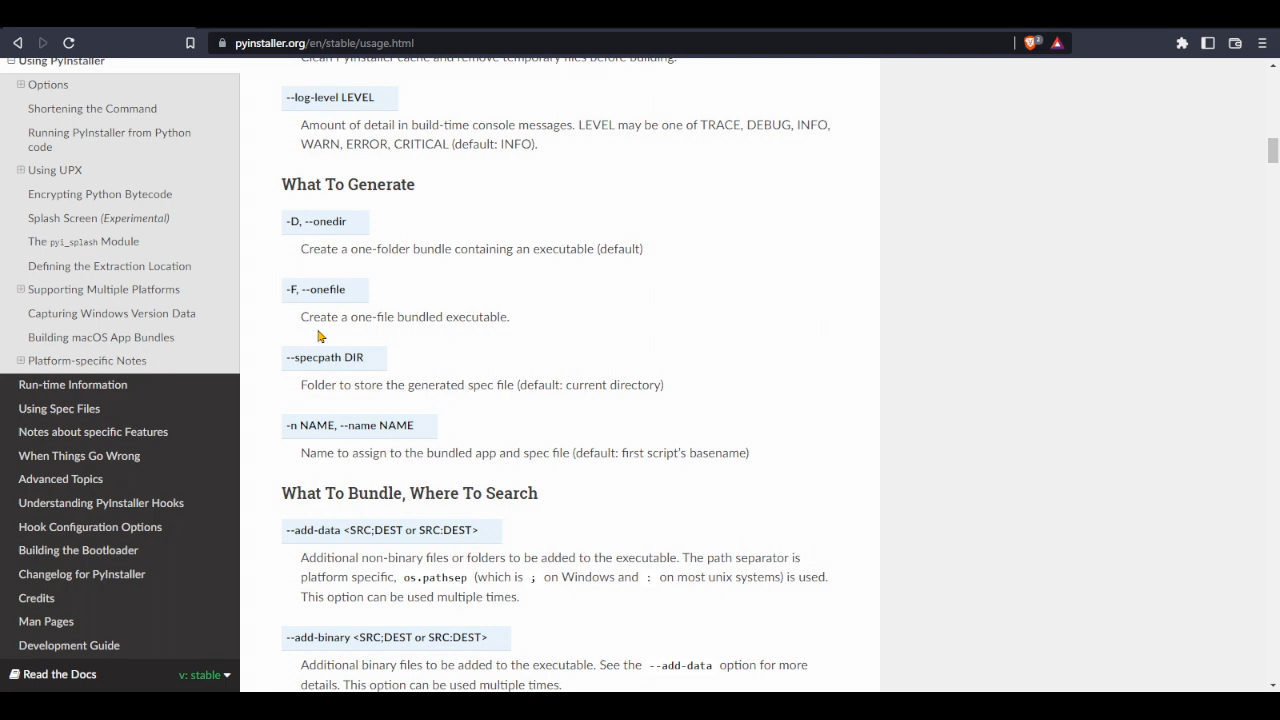 pyinstaller.org/en/stable/usage.html
2
Using PyInstaller
Options
Shortening the Command
Running PyInstaller from Python
code
Using UPX
Encrypting Python Bytecode
Splash Screen (Experimental)
The pyi_splash Module
Defining the Extraction Location
Supporting Multiple Platforms
Capturing Windows Version Data
Building macOS App Bundles
Platform-specific Notes
Run-time Information
Using Spec Files
Notes about specific Features
When Things Go Wrong
Advanced Topics
Understanding PyInstaller Hooks
Hook Configuration Options
Building the Bootloader
Changelog for PyInstaller
Credits
Man Pages
Development Guide
Read the Docs
v: stable
Clean PyInstaller cache and remove temporary files before building.
--log-level LEVEL
Amount of detail in build-time console messages. LEVEL may be one of TRACE, DEBUG, INFO,
WARN, ERROR, CRITICAL (default: INFO).
What To Generate
-D, --onedir
Create a one-folder bundle containing an executable (default)
-F, --onefile
Create a one-file bundled executable.
--specpath DIR
Folder to store the generated spec file (default: current directory)
-n NAME, --name NAME
Name to assign to the bundled app and spec file (default: first script's basename)
What To Bundle, Where To Search
--add-data <SRC;DEST or SRC:DEST>
Additional non-binary files or folders to be added to the executable. The path separator is
platform specific, os.pathsep (which is ; on Windows and : on most unix systems) is used.
This option can be used multiple times.
--add-binary <SRC;DEST or SRC:DEST>
Additional binary files to be added to the executable. See the --add-data option for more
details. This option can be used multiple times.